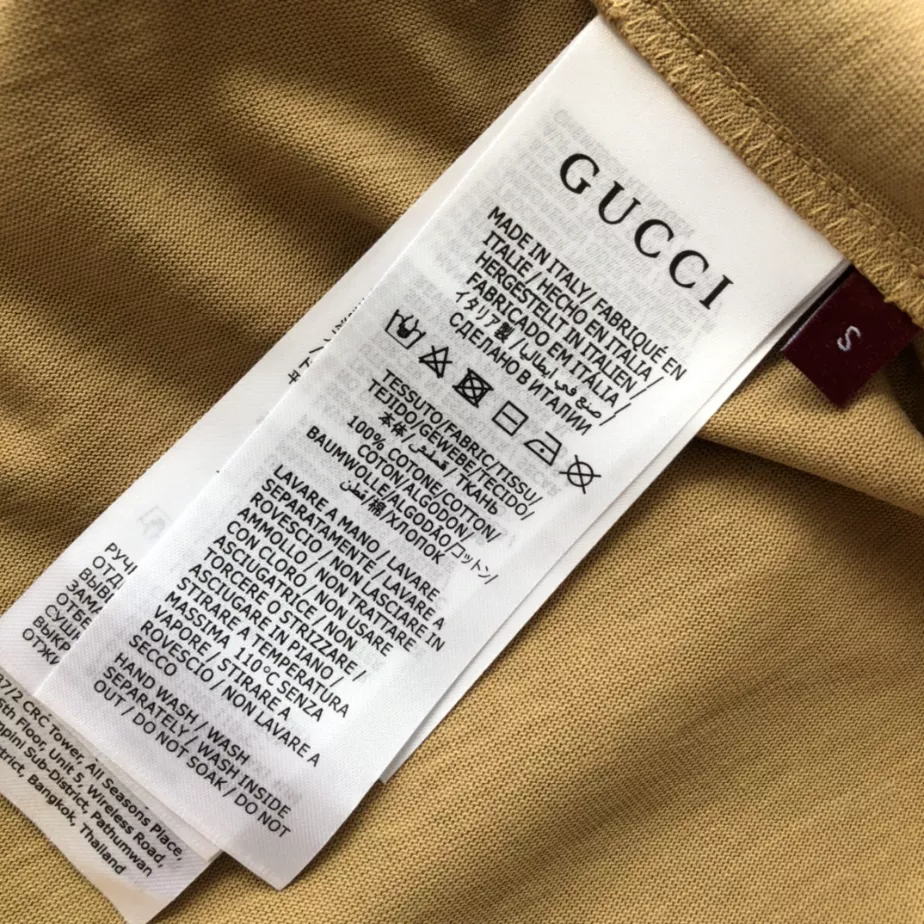 GUCCI
MADE IN ITALY/ FABRIQUÉ EN
ITALIE / HECHO EN ITALIA /
HERGESTELLT IN ITALIEN
FABRICADO EM ITALIA /
イタリア製 / صنع في إيطاليا /
СДЕЛАНО В ИТАЛИИ
TESSUTO/FABRIC/TISSU/
TEJIDO/GEWEBE/TECIDO/
本体/ قطعتين /ТКАНЬ
100% COTONE/COTTON/
COTON/ALGODON/
BAUMWOLLE/ALGODAO/コットン/
قطن/棉/ХЛОПОК
LAVARE A MANO / LAVARE
SEPARATAMENTE / LAVARE A
ROVESCIO / NON LASCIARE IN
AMMOLLO / NON TRATTARE
CON CLORO / NON USARE
ASCIUGATRICE / NON
TORCERE O STRIZZARE /
ASCIUGARE IN PIANO /
STIRARE A TEMPERATURA
MASSIMA 110°C SENZA
VAPORE / STIRARE A
ROVESCIO / NON LAVARE A
SECCO
HAND WASH / WASH
SEPARATELY / WASH INSIDE
OUT / DO NOT SOAK / DO NOT
S
CRC Tower, All Seasons Place,
Floor, Unit 5, Wireless Road,
Sub-District, Pathumwan
Bangkok, Thailand